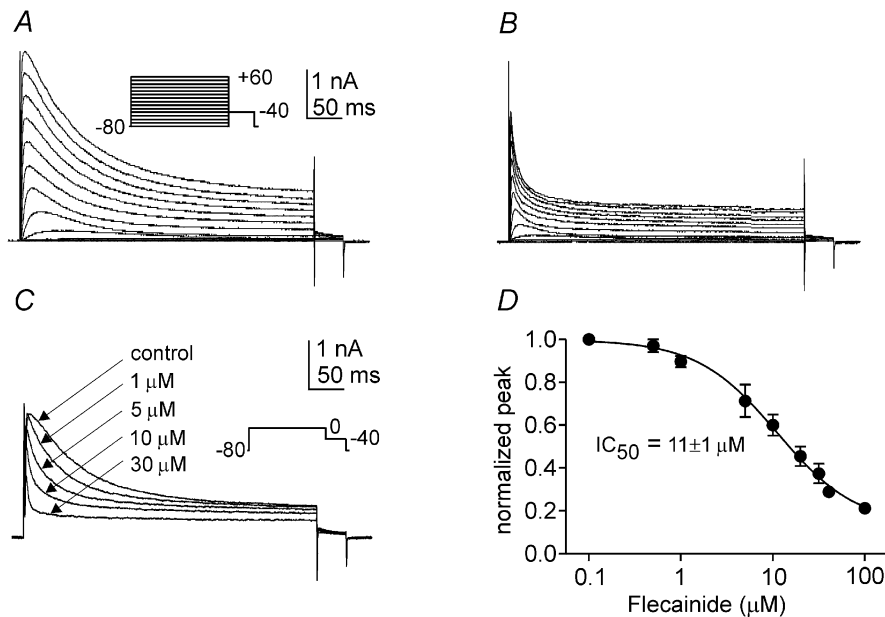 A
+60
-80
-40
1 nA
50 ms
B
C
control
1 μM
5 μM
10 μM
30 μM
1 nA
50 ms
0
-80
-40
D
normalized peak
1.0
0.8
0.6
0.4
0.2
0.0
IC50 = 11±1 μM
0.1
1
10
100
Flecainide (μM)